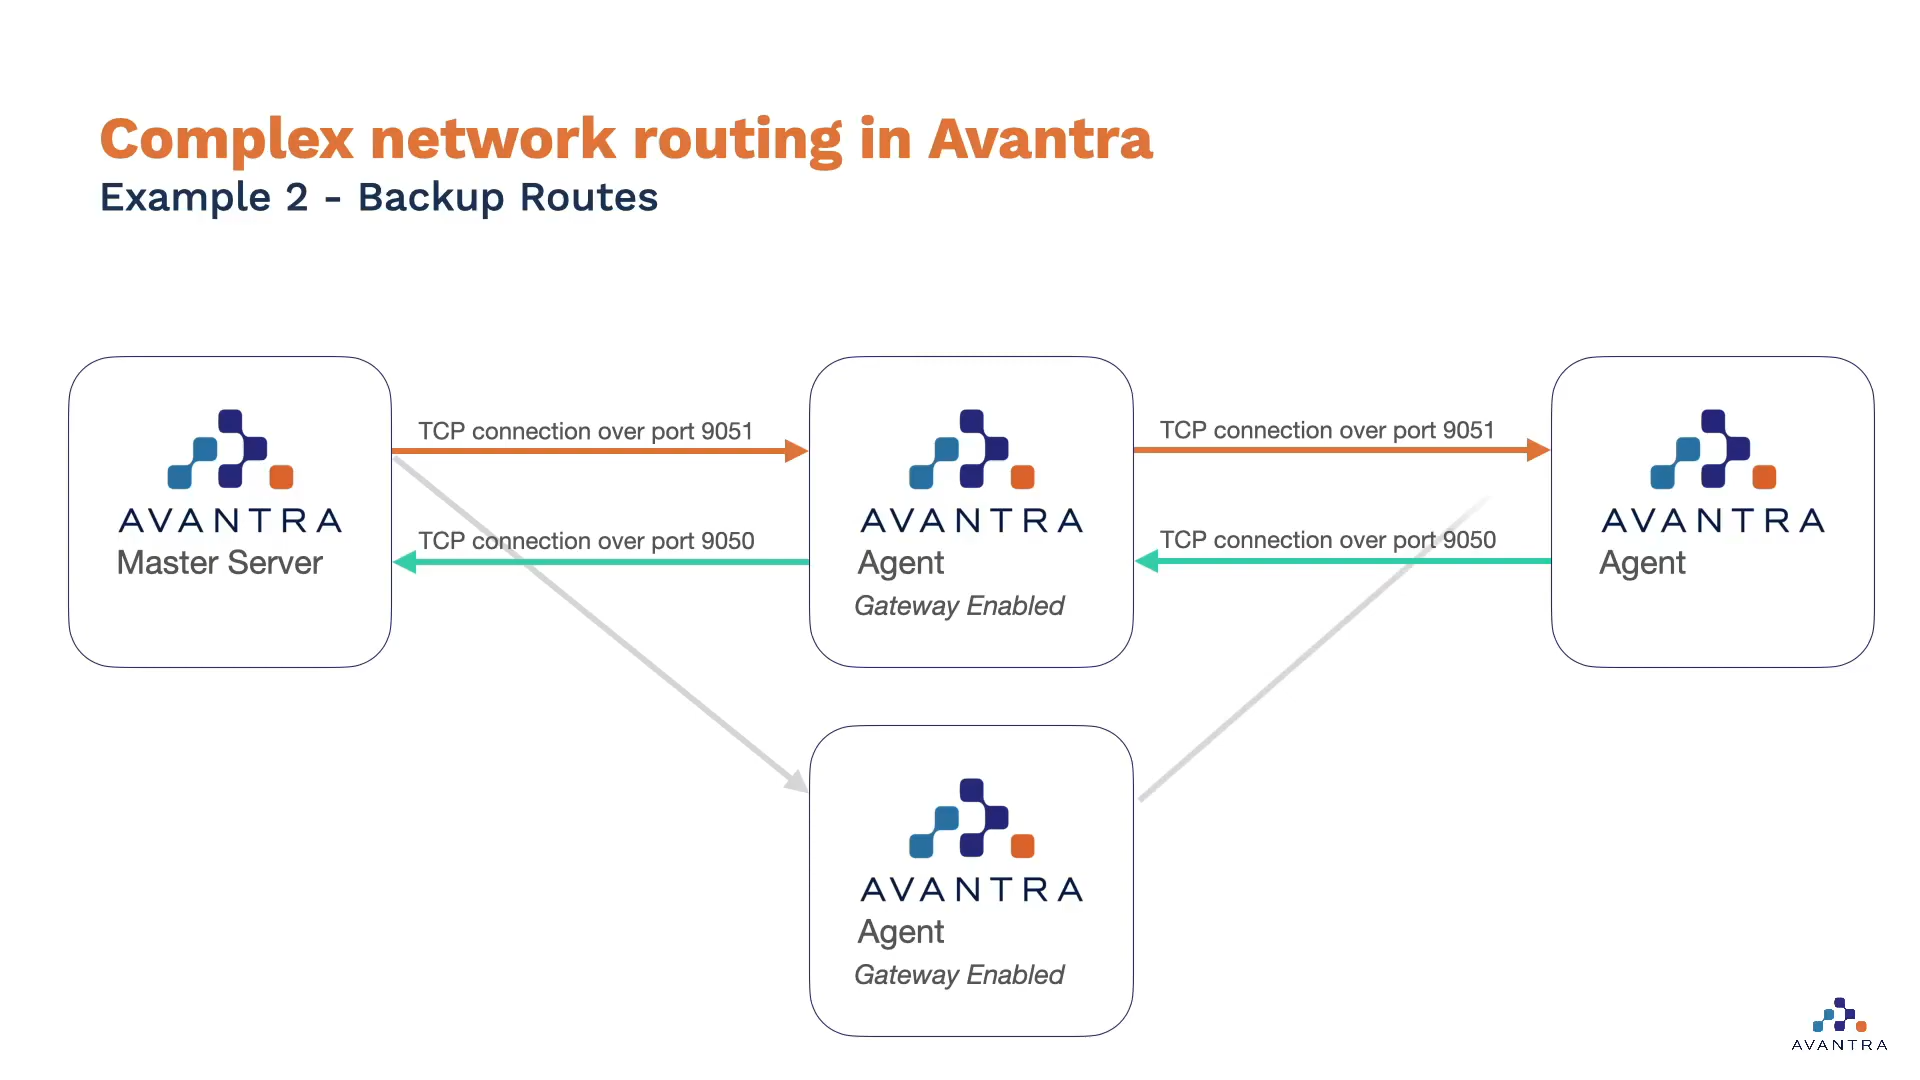 Complex network routing in Avantra
Example 2 - Backup Routes
TCP connection over port 9051
TCP connection over port 9051
AVANTRA
Master Server
TCP connection over port 9050
AVANTRA
Agent
Gateway Enabled
TCP connection over port 9050
AVANTRA
Agent
AVANTRA
Agent
Gateway Enabled
AVANTRA